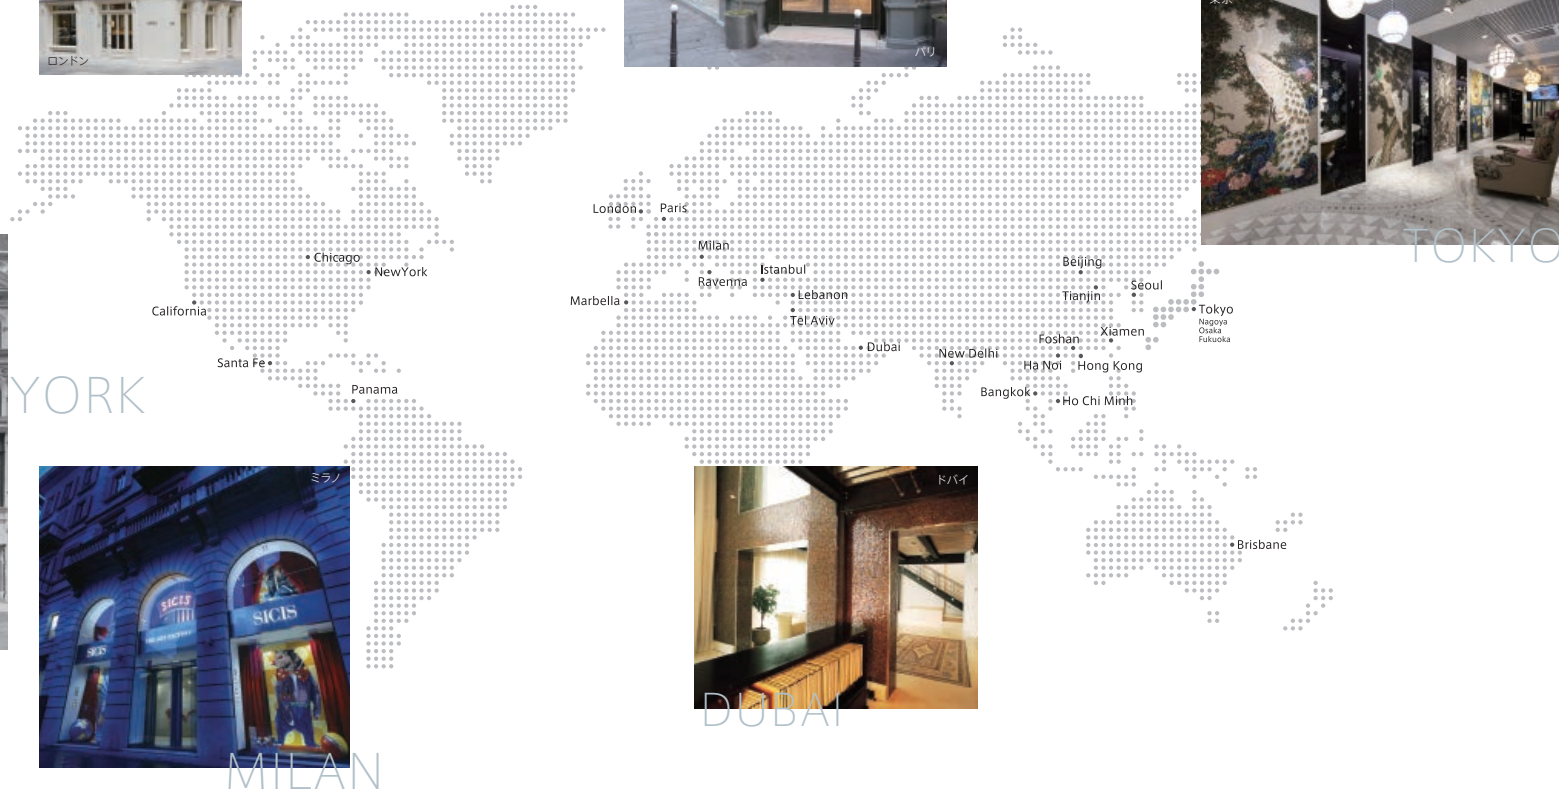 東京
ロンドン
パリ
TOKYO
London
Paris
Milan
Chicago
NewYork
Ravenna
Istanbul
Beijing
Tianjin
Seoul
California
Marbella
Lebanon
Tel Aviv
Tokyo
Nagoya
Osaka
Fukuoka
Xiamen
Foshan
Dubai
New Delhi
Ha Noi
Hong Kong
Santa Fe
Panama
Bangkok
Ho Chi Minh
YORK
ミラノ
ドバイ
Brisbane
SICIS
SICIS
SICIS
DUBAI
MILAN